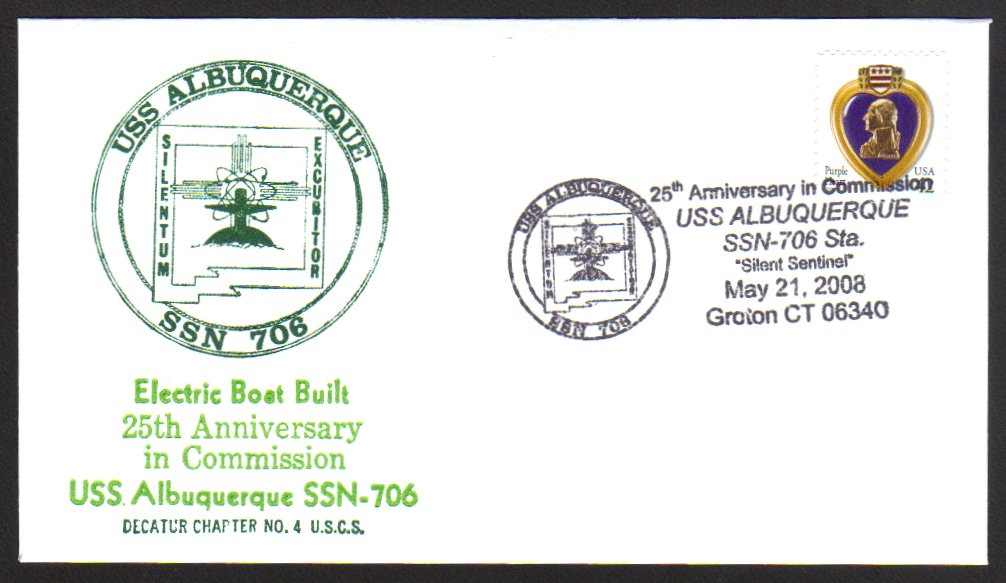 USS ALBUQUERQUE
SILENTUM
EXCUBITOR
SSN 706
Electric Boat Built
25th Anniversary
in Commission
USS. Albuquerque SSN-706
DECATUR CHAPTER NO. 4 U.S.C.S.
Purple
USA
42
USS ALBUQUERQUE
SSN 706
25th Anniversary in Commission
USS ALBUQUERQUE
SSN-706 Sta.
"Silent Sentinel"
May 21, 2008
Groton CT 06340